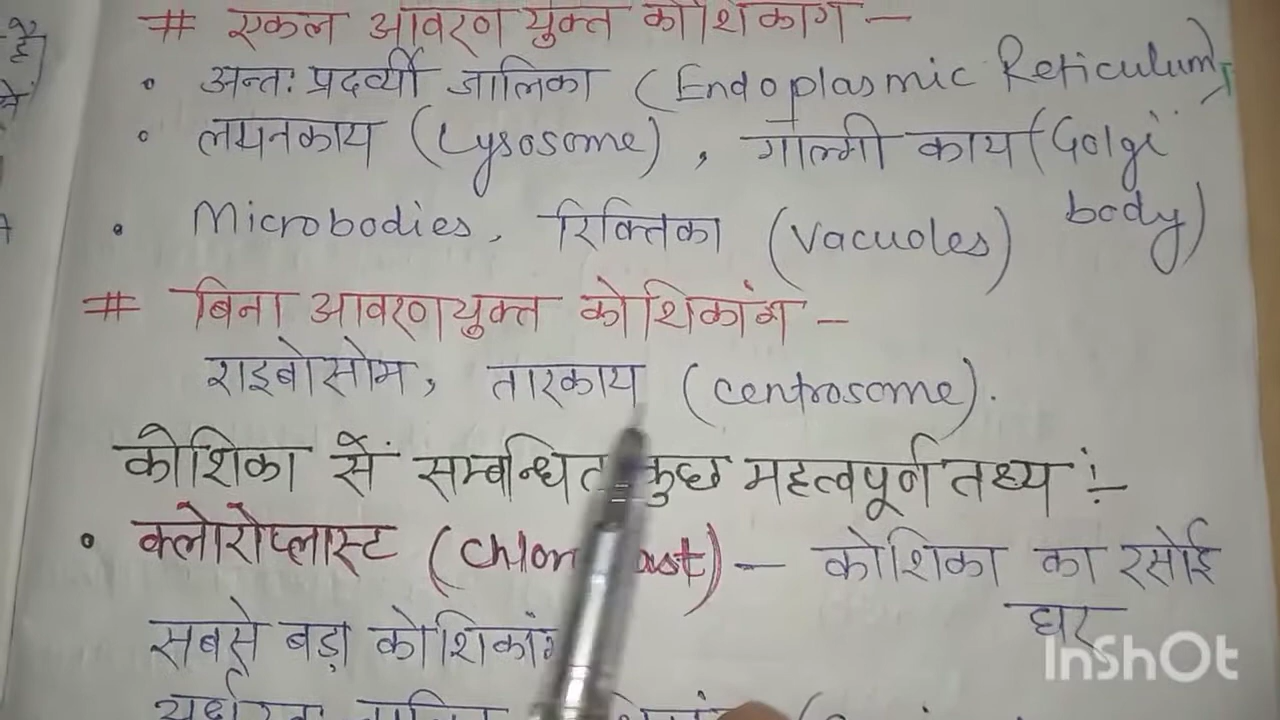 # एकल आवरण युक्त कोशिकाग -
• अन्तः प्रदर्व्यी जालिका (Endoplasmic Reticulum),
• लयनकाय (Lysosome), गाल्गी काय (Golgi body)
• Microbodies, रिक्तिका (Vacuoles)
# बिना आवरणयुक्त कोशिकांग -
राइबोसोम, तारकाय (Centrosome).
कोशिका सें सम्बन्धित कुछ महत्वपूर्ण तथ्य :-
• क्लोरोप्लास्ट - कोशिका का रसोई घर
सबसे बड़ा
InShOt